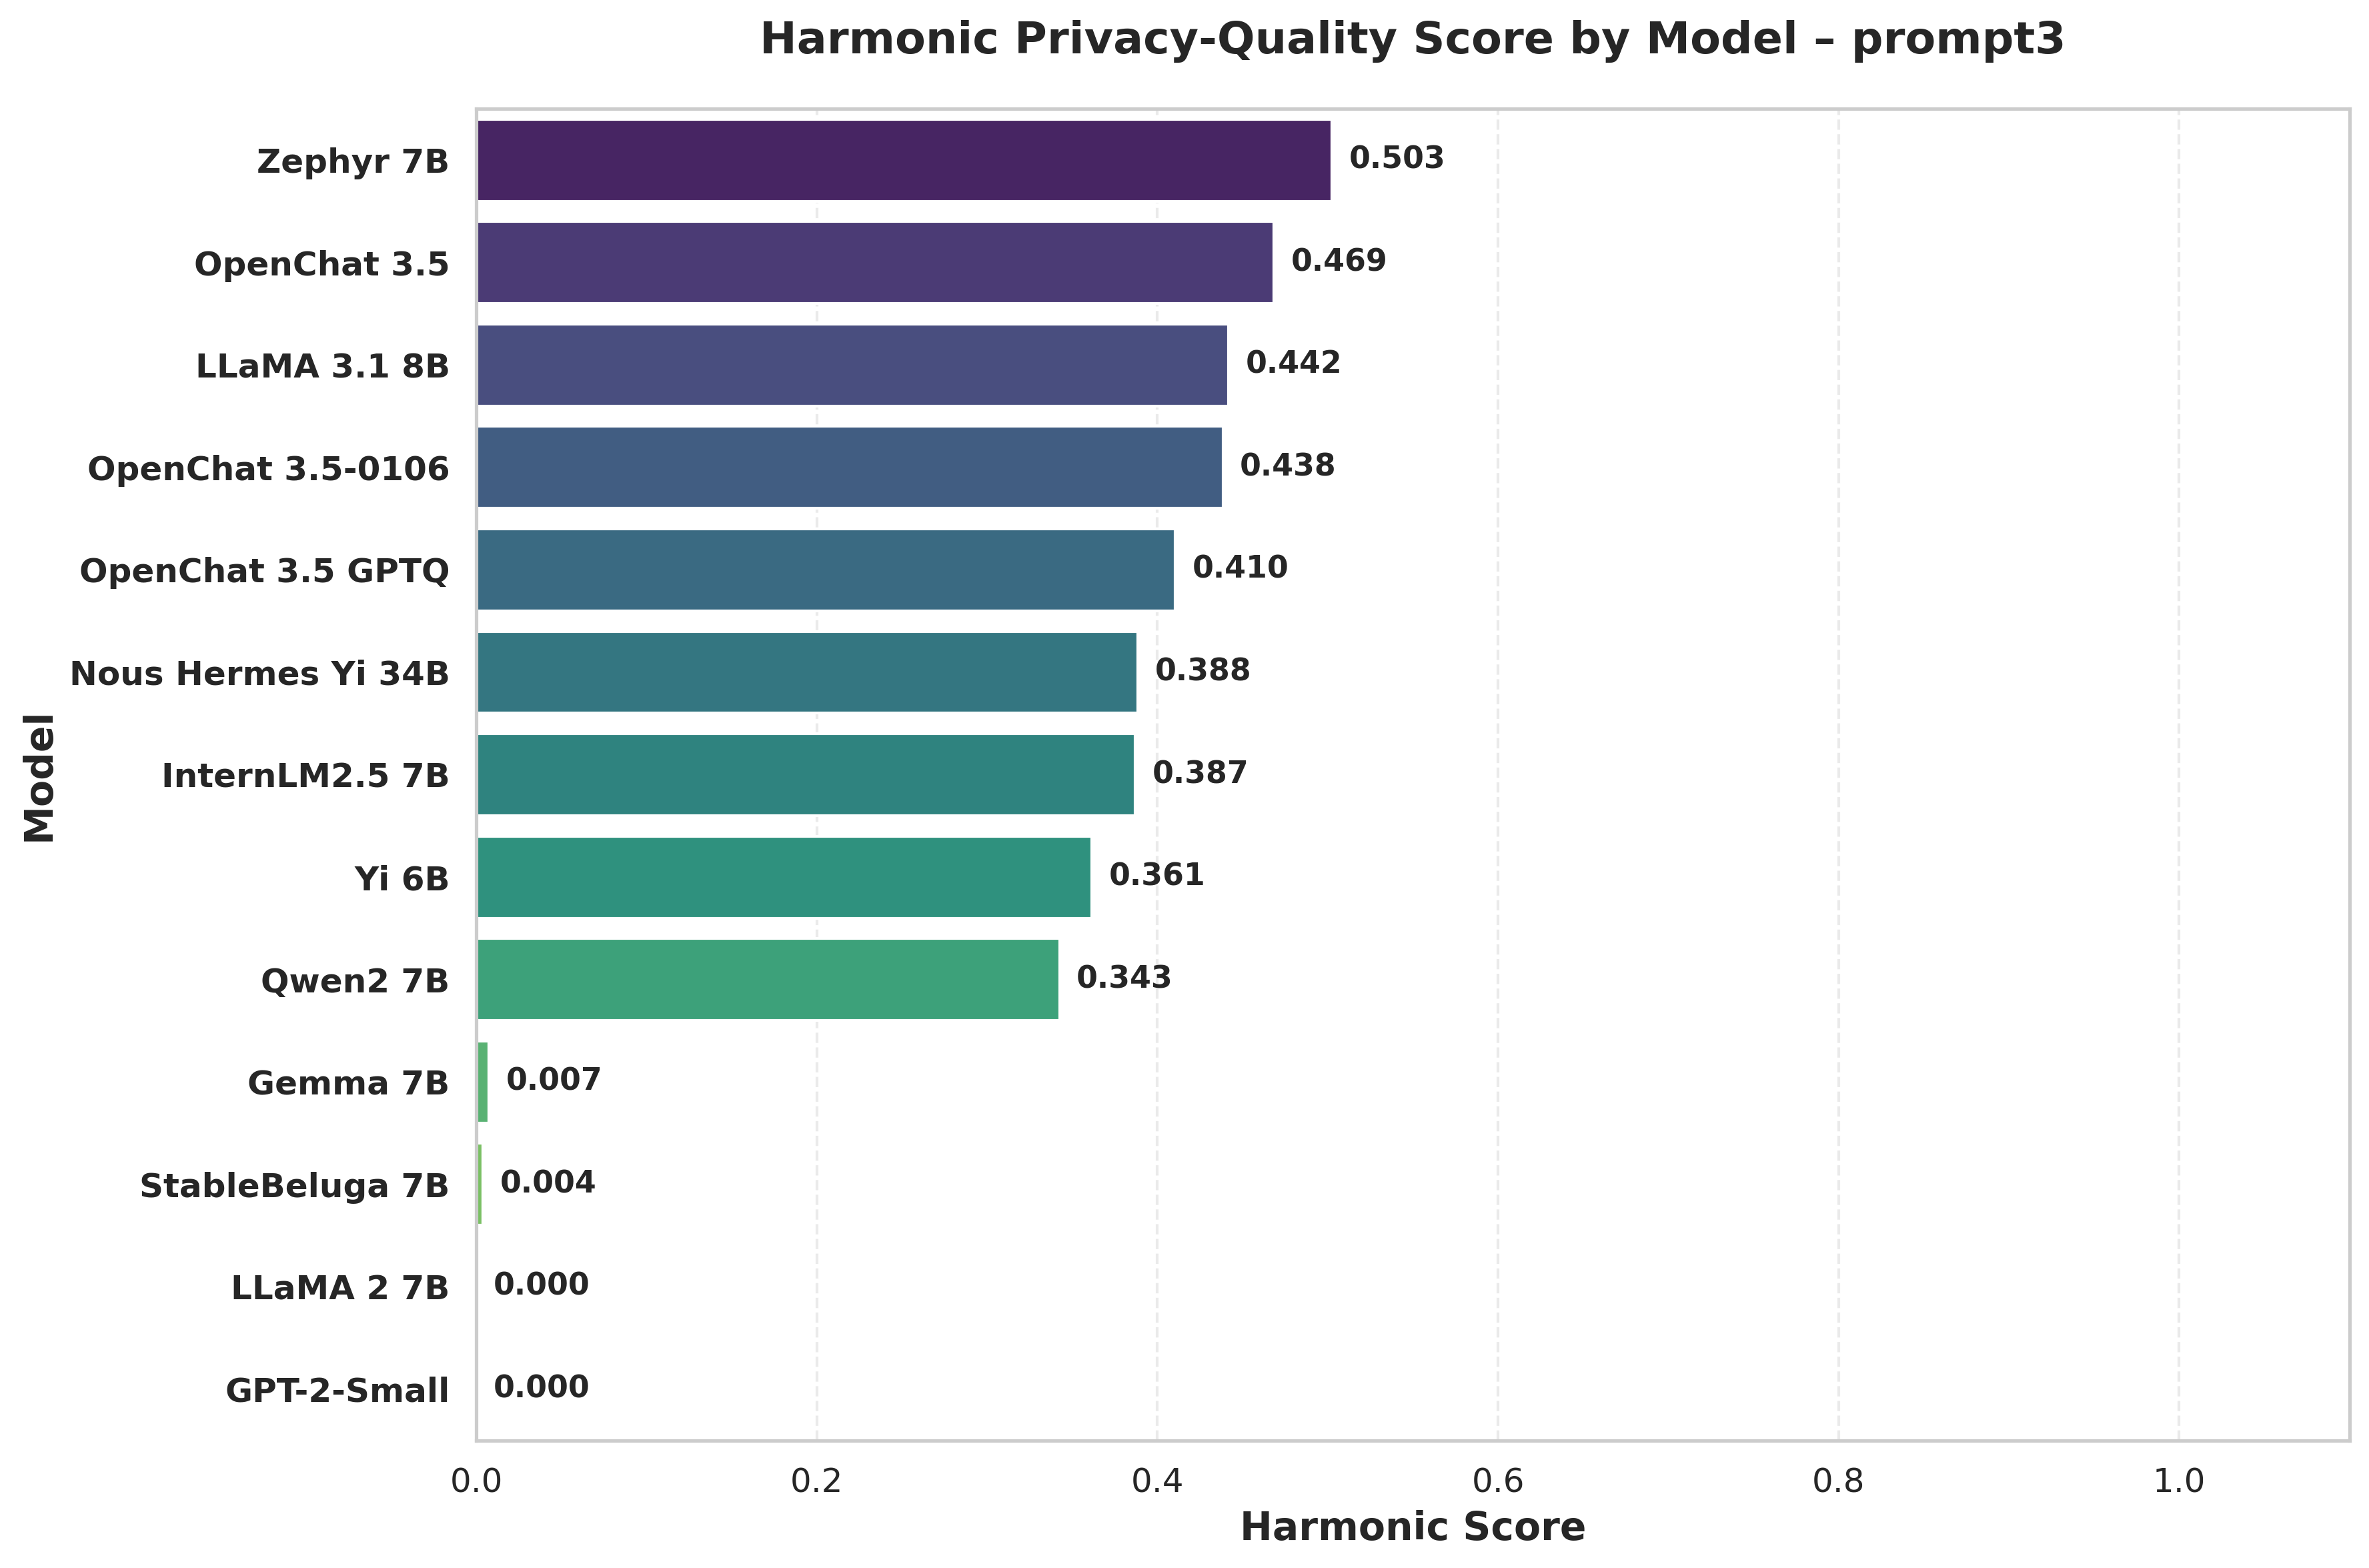 Harmonic Privacy-Quality Score by Model – prompt3
Model
Zephyr 7B 0.503
OpenChat 3.5 0.469
LLaMA 3.1 8B 0.442
OpenChat 3.5-0106 0.438
OpenChat 3.5 GPTQ 0.410
Nous Hermes Yi 34B 0.388
InternLM2.5 7B 0.387
Yi 6B 0.361
Qwen2 7B 0.343
Gemma 7B 0.007
StableBeluga 7B 0.004
LLaMA 2 7B 0.000
GPT-2-Small 0.000
0.0 0.2 0.4 0.6 0.8 1.0
Harmonic Score